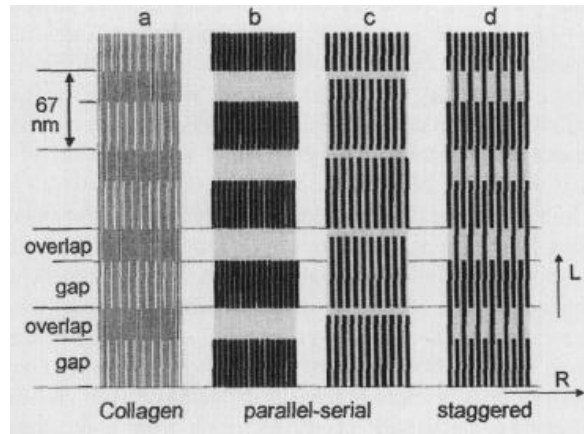 a b c d
67
nm
overlap
gap
L
overlap
gap
R
Collagen parallel-serial staggered